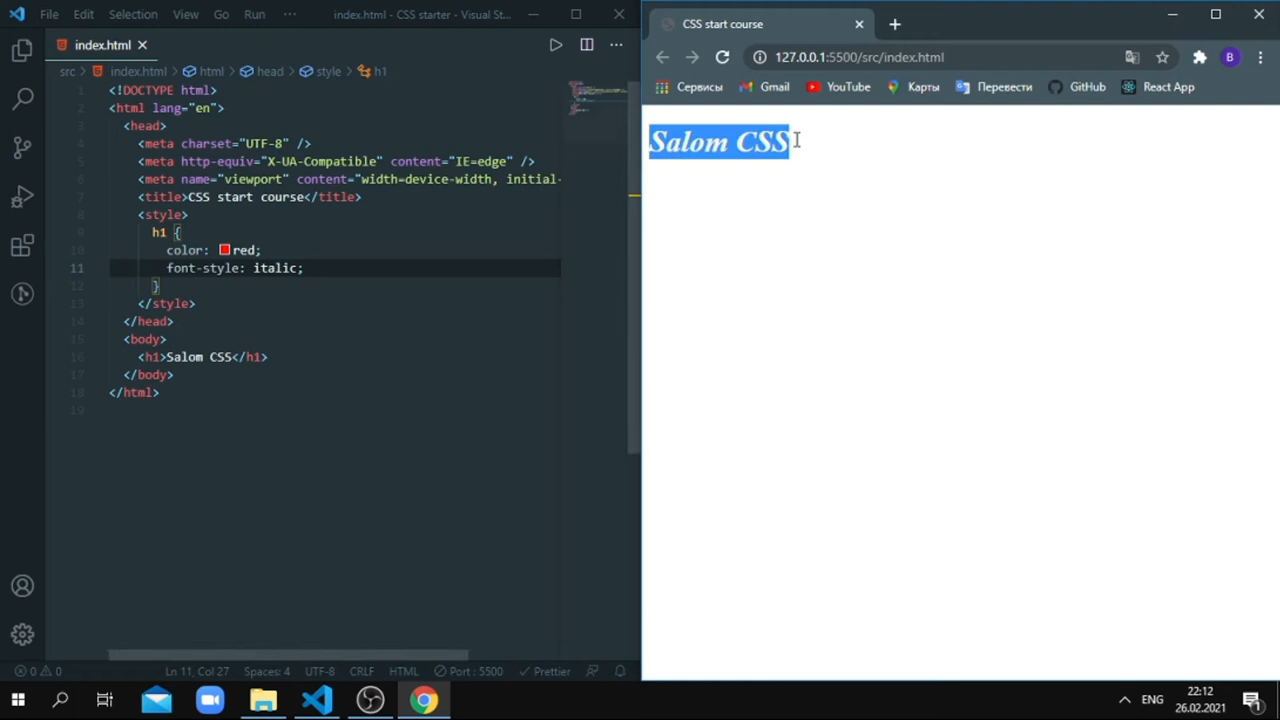 File Edit Selection View Go Run ··· index.html - CSS starter - Visual St...
index.html
src > index.html > html > head > style > h1
1 <!DOCTYPE html>
2 <html lang="en">
3 <head>
4 <meta charset="UTF-8" />
5 <meta http-equiv="X-UA-Compatible" content="IE=edge" />
6 <meta name="viewport" content="width=device-width, initial-
7 <title>CSS start course</title>
8 <style>
9 h1 {
10 color: red;
11 font-style: italic;
12 }
13 </style>
14 </head>
15 <body>
16 <h1>Salom CSS</h1>
17 </body>
18 </html>
19
0 0 Ln 11, Col 27 Spaces: 4 UTF-8 CRLF HTML Port : 5500 Prettier
CSS start course
127.0.0.1:5500/src/index.html B
Сервисы Gmail YouTube Карты Перевести GitHub React App
Salom CSS
ENG 22:12
26.02.2021 1